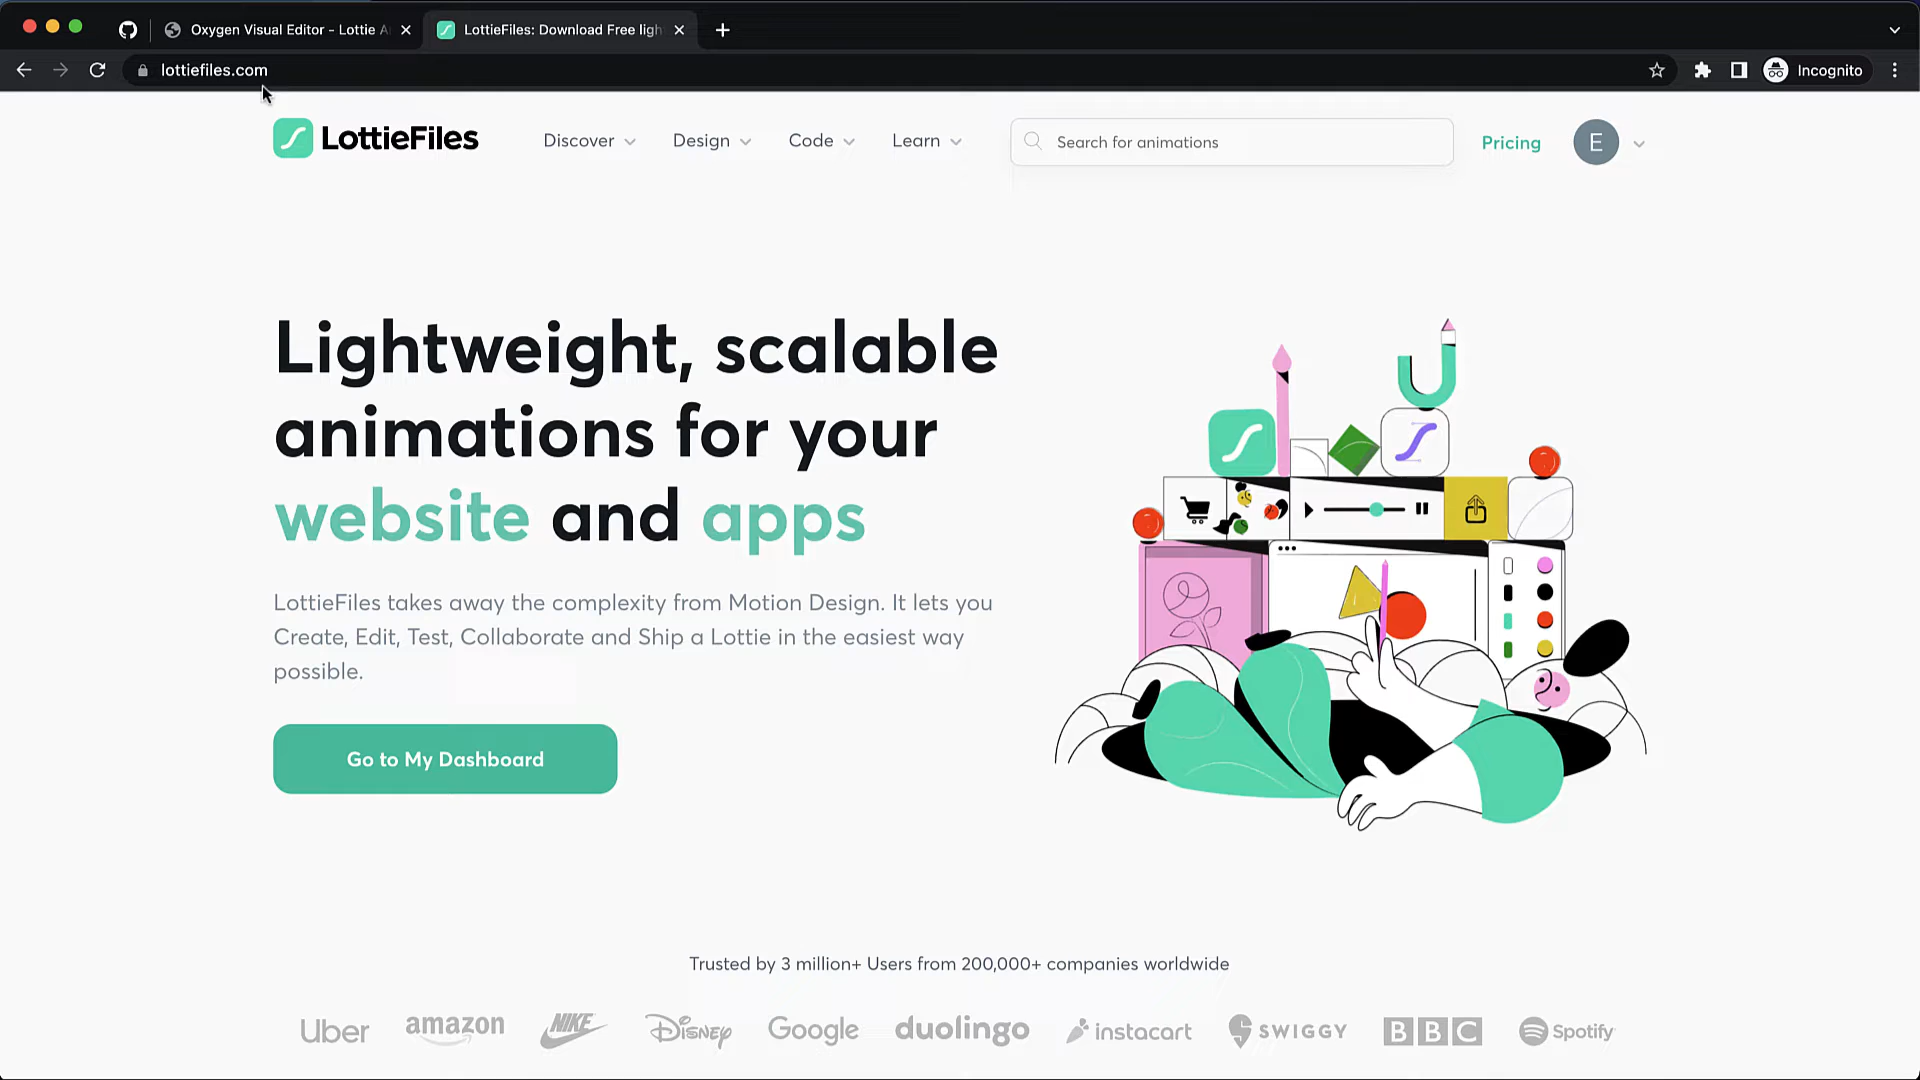 Oxygen Visual Editor - Lottie A
LottieFiles: Download Free ligh
lottiefiles.com
Incognito
LottieFiles
Discover
Design
Code
Learn
Search for animations
Pricing
E
Lightweight, scalable
animations for your
website and apps
LottieFiles takes away the complexity from Motion Design. It lets you
Create, Edit, Test, Collaborate and Ship a Lottie in the easiest way
possible.
Go to My Dashboard
Trusted by 3 million+ Users from 200,000+ companies worldwide
Uber
amazon
NIKE
Disney
Google
duolingo
instacart
SWIGGY
BBC
Spotify